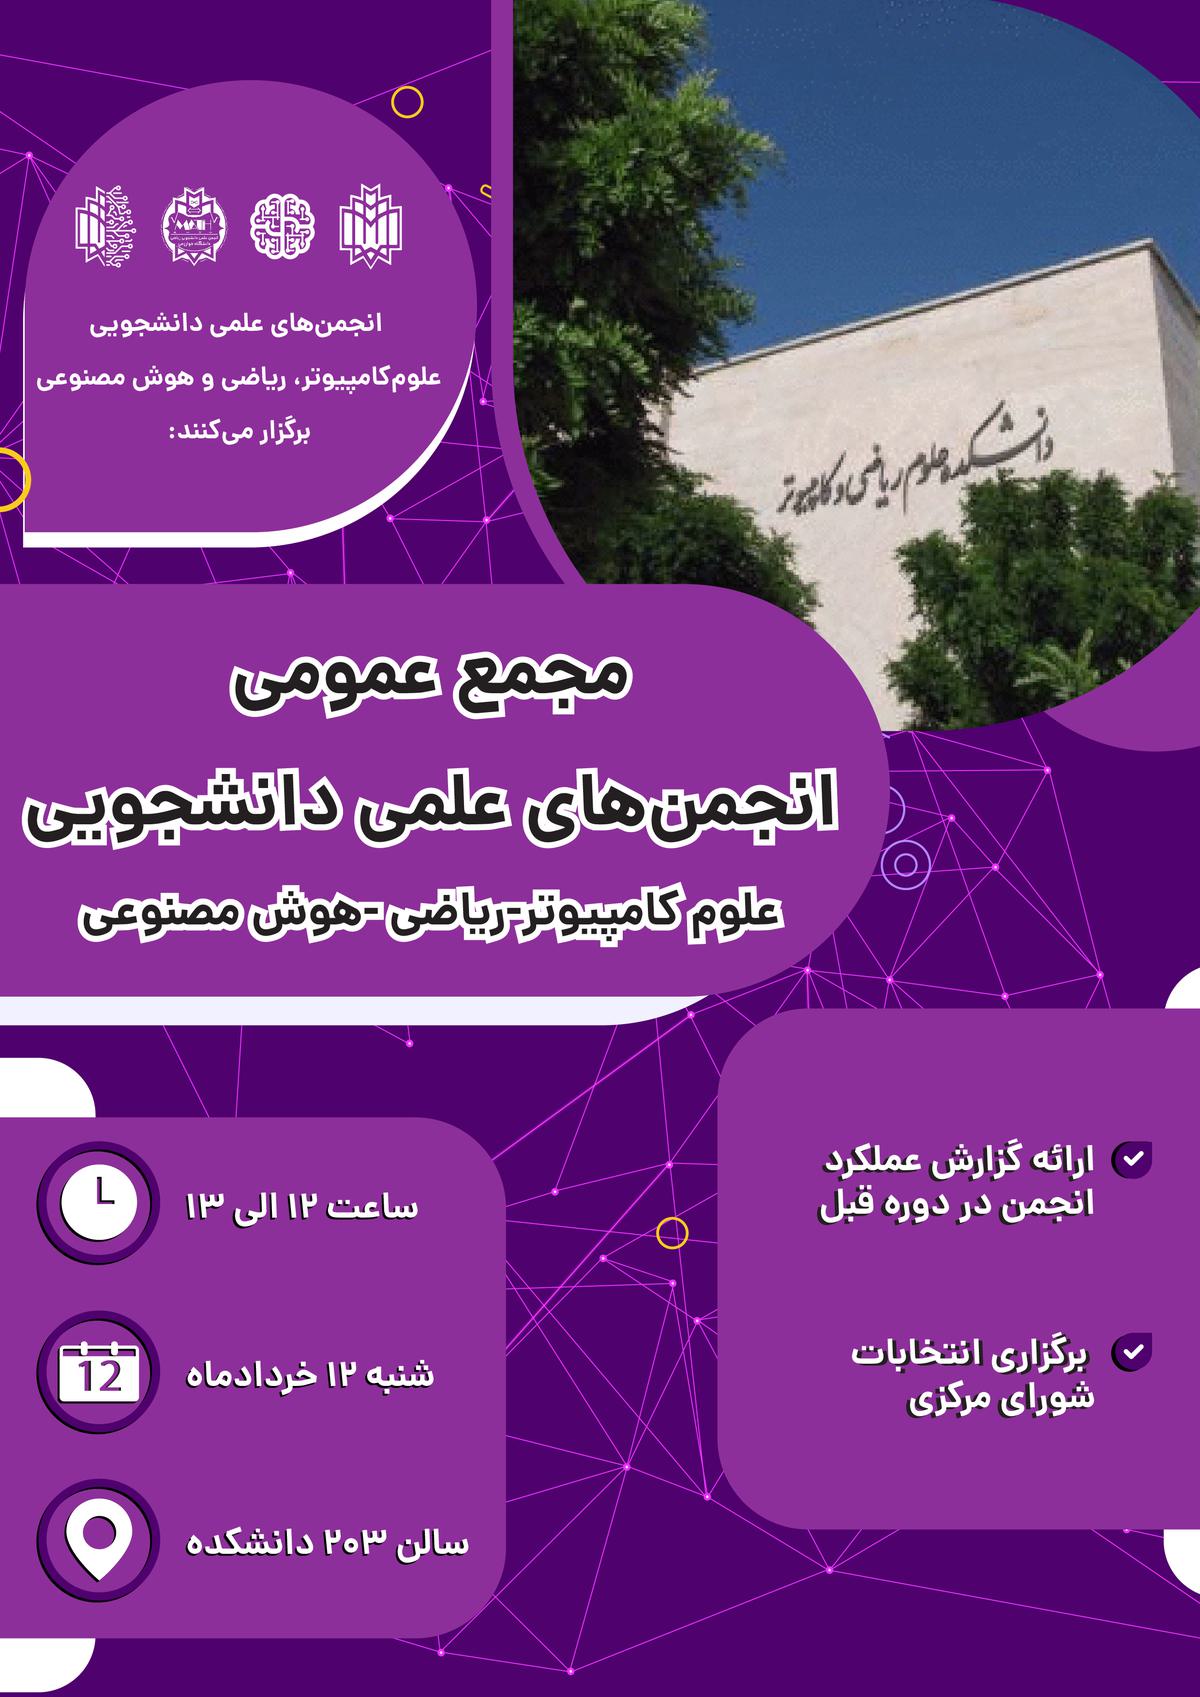 انجمن‌های علمی دانشجویی
علوم‌کامپیوتر، ریاضی و هوش مصنوعی
برگزار می‌کنند:
دانشکده علوم ریاضی و کامپیوتر
مجمع عمومی
انجمن‌های علمی دانشجویی
علوم کامپیوتر-ریاضی -هوش مصنوعی
ارائه گزارش عملکرد
انجمن در دوره قبل
برگزاری انتخابات
شورای مرکزی
ساعت ۱۲ الی ۱۳
12
شنبه ۱۲ خردادماه
سالن ۲۰۳ دانشکده